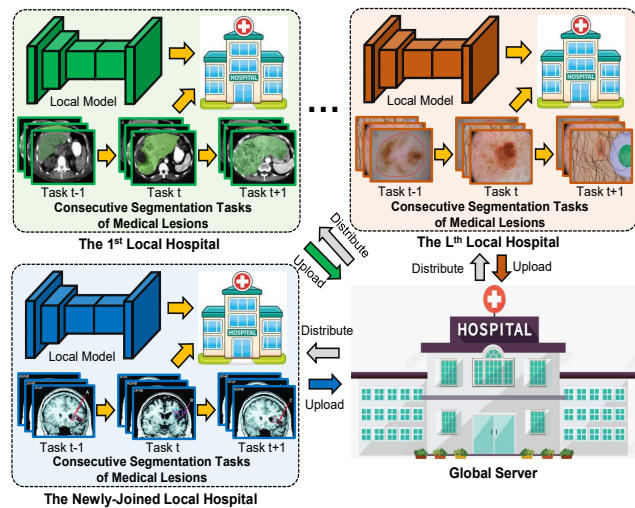 Local Model
HOSPITAL
Task t-1
Task t
Task t+1
Consecutive Segmentation Tasks
of Medical Lesions
The 1st Local Hospital
...
Local Model
HOSPITAL
Task t-1
Task t
Task t+1
Consecutive Segmentation Tasks
of Medical Lesions
The Lth Local Hospital
Distribute
Upload
Distribute
Upload
Local Model
HOSPITAL
A
Task t-1
Task t
C
Task t+1
Consecutive Segmentation Tasks
of Medical Lesions
The Newly-Joined Local Hospital
Distribute
Upload
HOSPITAL
Global Server